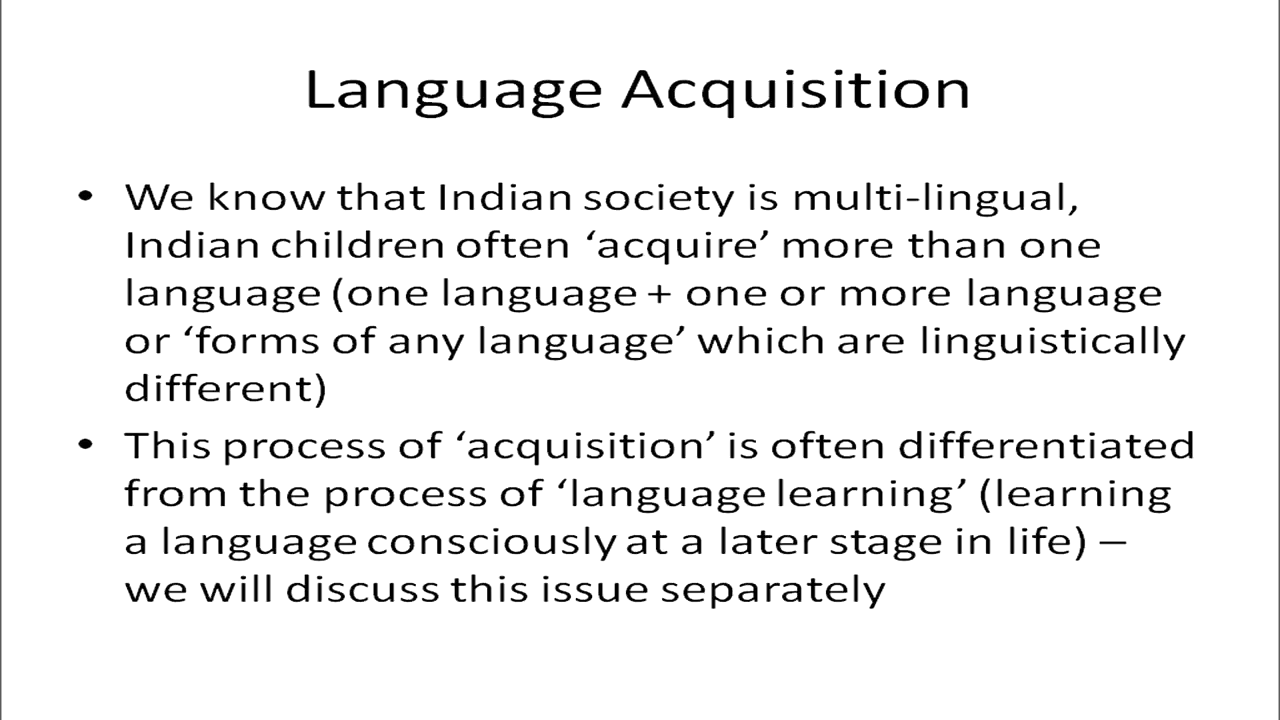 Language Acquisition
• We know that Indian society is multi-lingual,
Indian children often ‘acquire’ more than one
language (one language + one or more language
or ‘forms of any language’ which are linguistically
different)
• This process of ‘acquisition’ is often differentiated
from the process of ‘language learning’ (learning
a language consciously at a later stage in life) –
we will discuss this issue separately